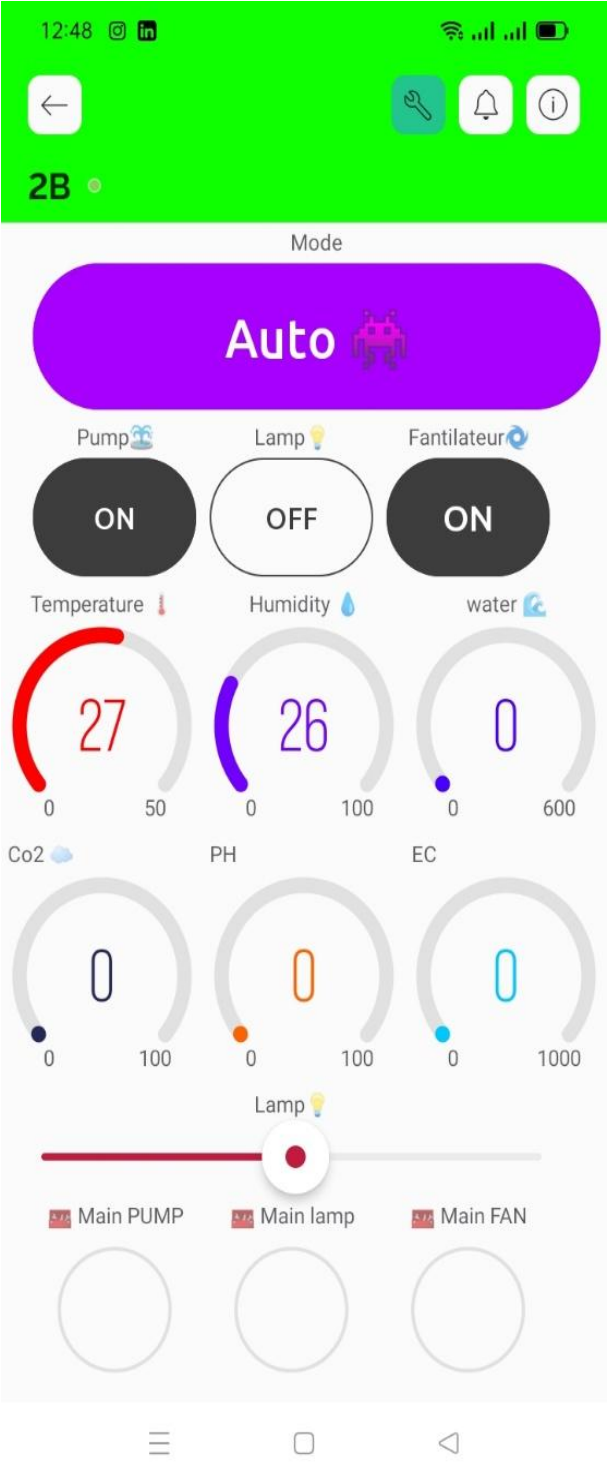 12:48
2B
Mode
Auto
Pump Lamp Fantilateur
ON OFF ON
Temperature Humidity water
27 26 0
0 50 0 100 0 600
Co2 PH EC
0 0 0
0 100 0 100 0 1000
Lamp
Main PUMP Main lamp Main FAN